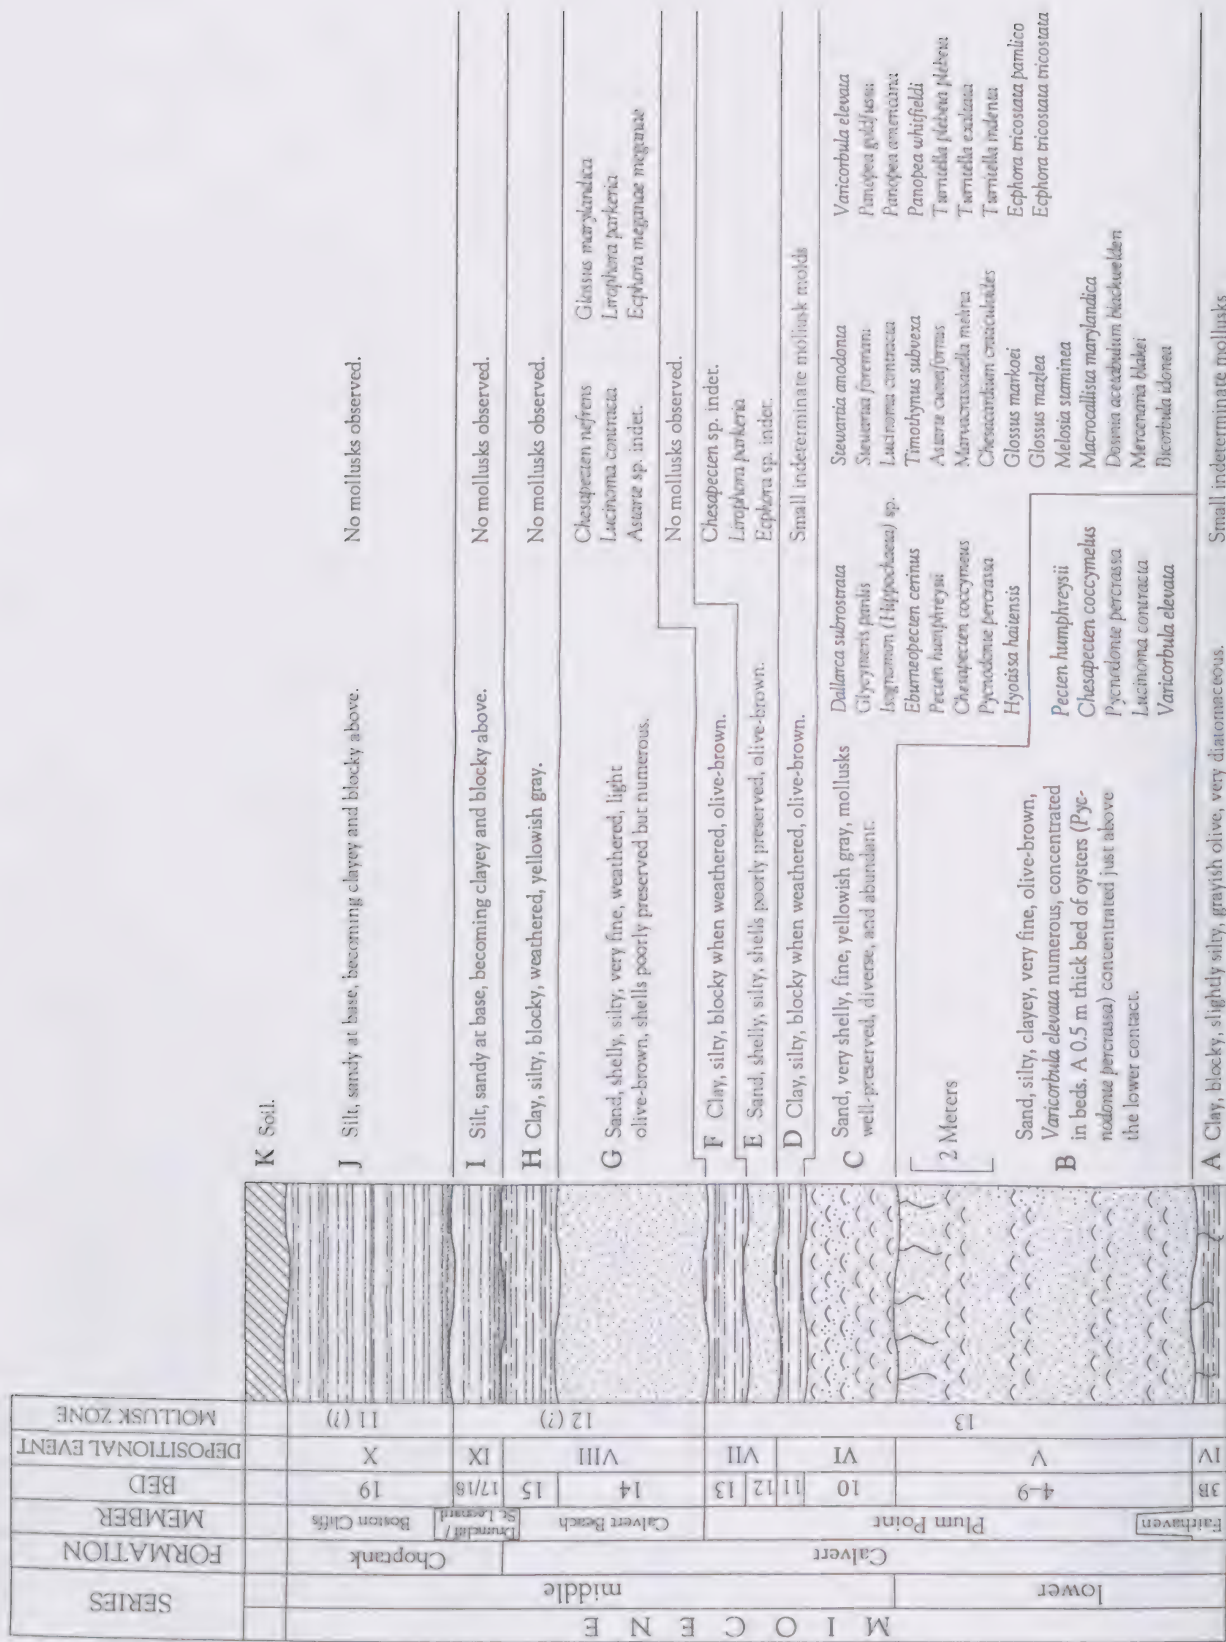 SERIES
FORMATION
MEMBER
BED
DEPOSITIONAL EVENT
MOLLUSK ZONE
MIOCENE
middle
lower
Choptank
Calvert
Boston Cliffs
Drumcliff /
St. Leonard
Calvert Beach
Plum Point
Fairhaven
19
17/18
15
14
13
12
11
10
4–9
3B
X
IX
VIII
VII
VI
V
IV
11 (?)
12 (?)
13
K Soil.
J Silt, sandy at base, becoming clayey and blocky above.
No mollusks observed.
I Silt, sandy at base, becoming clayey and blocky above.
No mollusks observed.
H Clay, silty, blocky, weathered, yellowish gray.
No mollusks observed.
G Sand, shelly, silty, very fine, weathered, light
olive-brown, shells poorly preserved but numerous.
Chesapecten nefrens
Lucinoma contracta
Astarte sp. indet.
Glossus marylandica
Lirophora parkeria
Ecphora meganae meganae
No mollusks observed.
F Clay, silty, blocky when weathered, olive-brown.
E Sand, shelly, silty, shells poorly preserved, olive-brown.
Chesapecten sp. indet.
Lirophora parkeria
Ecphora sp. indet.
D Clay, silty, blocky when weathered, olive-brown.
Small indeterminate mollusk molds
C Sand, very shelly, fine, yellowish gray, mollusks
well-preserved, diverse, and abundant.
Dallarca subrostrata
Glycymeris parilis
Isognomon (Hippochaeta) sp.
Eburneopecten cerinus
Pecten humphreysii
Chesapecten coccymelus
Pycnodonte percrassa
Hyotissa haitensis
Stewartia anodonta
Stewartia foremani
Lucinoma contracta
Timothynus subvexa
Astarte cuneiformis
Marvacrassatella melina
Chesacardium craticuloides
Glossus markoei
Glossus mazlea
Melosia staminea
Macrocallista marylandica
Dosinia acetabulum blackwelderi
Mercenaria blakei
Bicorbula idonea
Varicorbula elevata
Panopea goldfussi
Panopea americana
Panopea whitfieldi
Turritella plebeia plebeia
Turritella exaltata
Turritella indenta
Ecphora tricostata pamlico
Ecphora tricostata tricostata
2 Meters
B Sand, silty, clayey, very fine, olive-brown,
Varicorbula elevata numerous, concentrated
in beds. A 0.5 m thick bed of oysters (Pyc-
nodonte percrassa) concentrated just above
the lower contact.
Pecten humphreysii
Chesapecten coccymelus
Pycnodonte percrassa
Lucinoma contracta
Varicorbula elevata
A Clay, blocky, slightly silty, grayish olive, very diatomaceous.
Small indeterminate mollusks